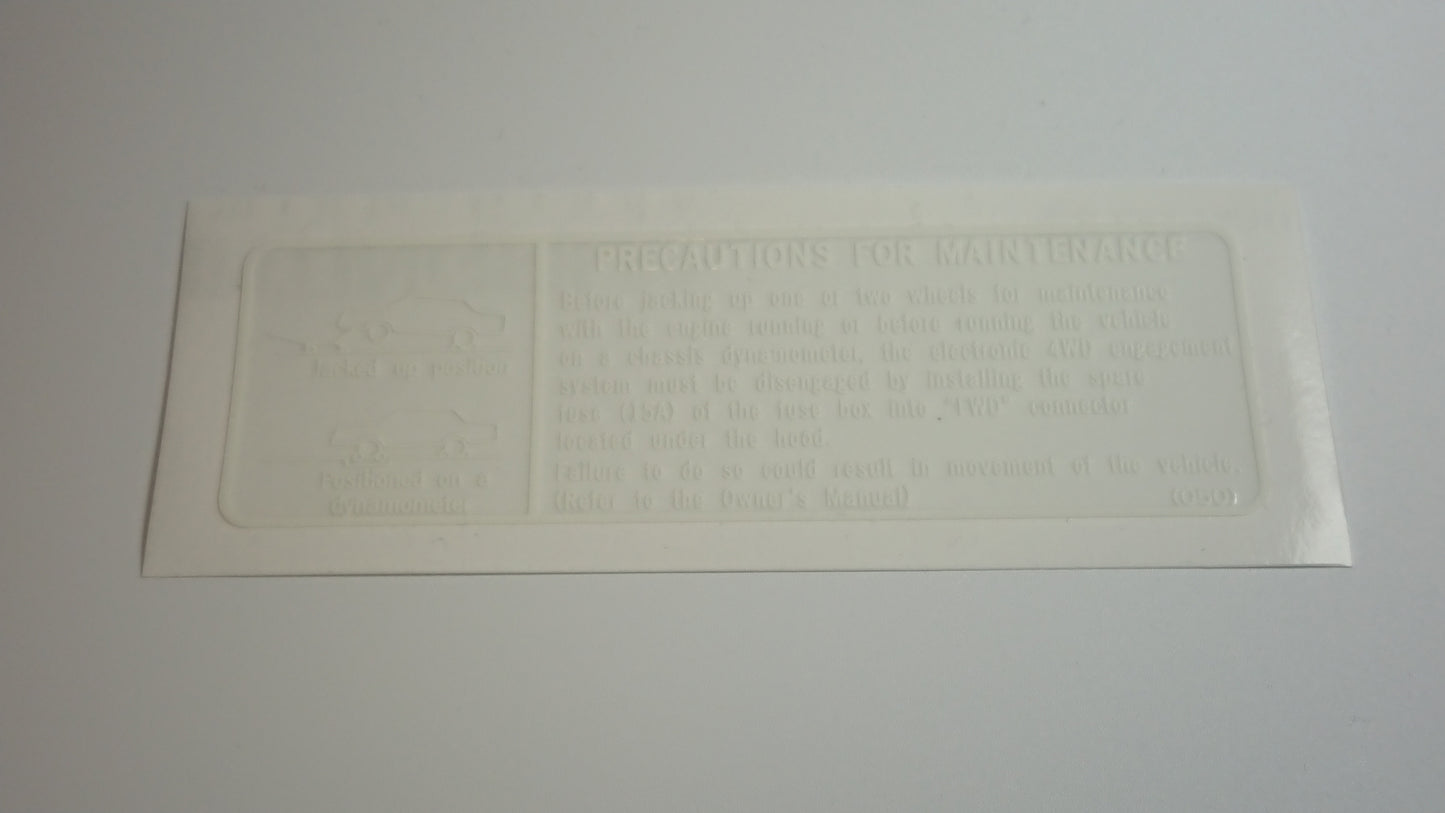 Jacked up position
Positioned on a
dynamometer
PRECAUTIONS FOR MAINTENANCE
Before jacking up one or two wheels for maintenance
with the engine running or before running the vehicle
on a chassis dynamometer, the electronic 4WD engagement
system must be disengaged by installing the spare
fuse (15A) of the fuse box into "FWD" connector
located under the hood.
Failure to do so could result in movement of the vehicle.
(Refer to the Owner's Manual)
(050)